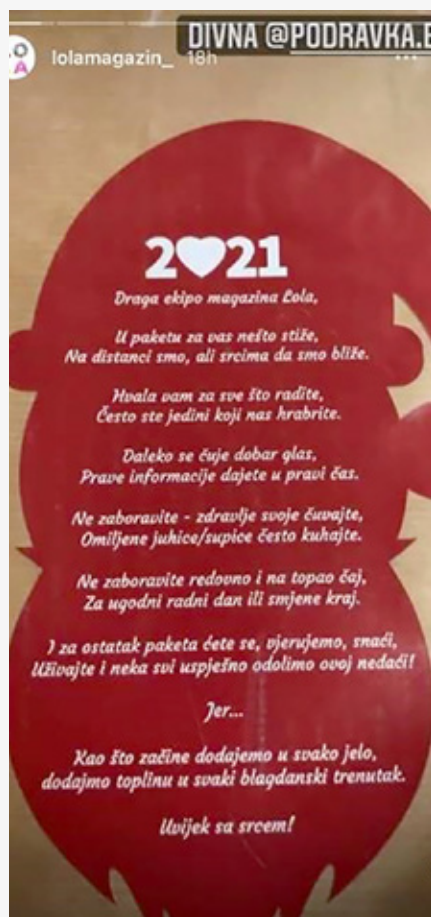 DIVNA @PODRAVKA.
lolamagazin_ 18h
2021
Draga ekipo magazina Lola,
U paketu za vas nešto stiže,
Na distanci smo, ali srcima da smo bliže.
Hvala vam za sve što radite,
Često ste jedini koji nas hrabrite.
Daleko se čuje dobar glas,
Prave informacije dajete u pravi čas.
Ne zaboravite - zdravlje svoje čuvajte,
Omiljene juhice/supice često kuhajte.
Ne zaboravite redovno i na topao čaj,
Za ugodni radni dan ili smjene kraj.
I za ostatak paketa ćete se, vjerujemo, snaći,
Uživajte i neka svi uspješno odolimo ovoj nedaći!
Jer...
Kao što začine dodajemo u svako jelo,
dodajmo toplinu u svaki blagdanski trenutak.
Uvijek sa srcem!